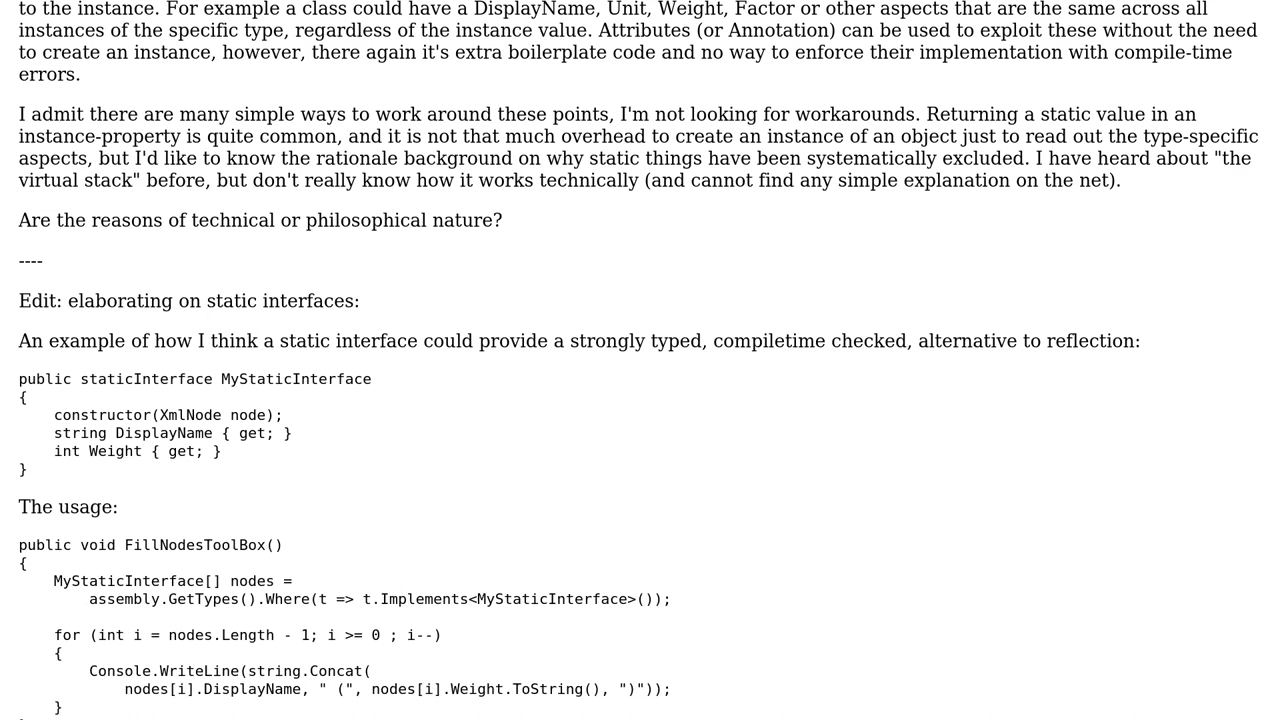 to the instance. For example a class could have a DisplayName, Unit, Weight, Factor or other aspects that are the same across all
instances of the specific type, regardless of the instance value. Attributes (or Annotation) can be used to exploit these without the need
to create an instance, however, there again it's extra boilerplate code and no way to enforce their implementation with compile-time
errors.
I admit there are many simple ways to work around these points, I'm not looking for workarounds. Returning a static value in an
instance-property is quite common, and it is not that much overhead to create an instance of an object just to read out the type-specific
aspects, but I'd like to know the rationale background on why static things have been systematically excluded. I have heard about "the
virtual stack" before, but don't really know how it works technically (and cannot find any simple explanation on the net).
Are the reasons of technical or philosophical nature?
----
Edit: elaborating on static interfaces:
An example of how I think a static interface could provide a strongly typed, compiletime checked, alternative to reflection:
public staticInterface MyStaticInterface
{
    constructor(XmlNode node);
    string DisplayName { get; }
    int Weight { get; }
}
The usage:
public void FillNodesToolBox()
{
    MyStaticInterface[] nodes =
        assembly.GetTypes().Where(t => t.Implements<MyStaticInterface>());
    for (int i = nodes.Length - 1; i >= 0 ; i--)
    {
        Console.WriteLine(string.Concat(
            nodes[i].DisplayName, " (", nodes[i].Weight.ToString(), ")"));
    }